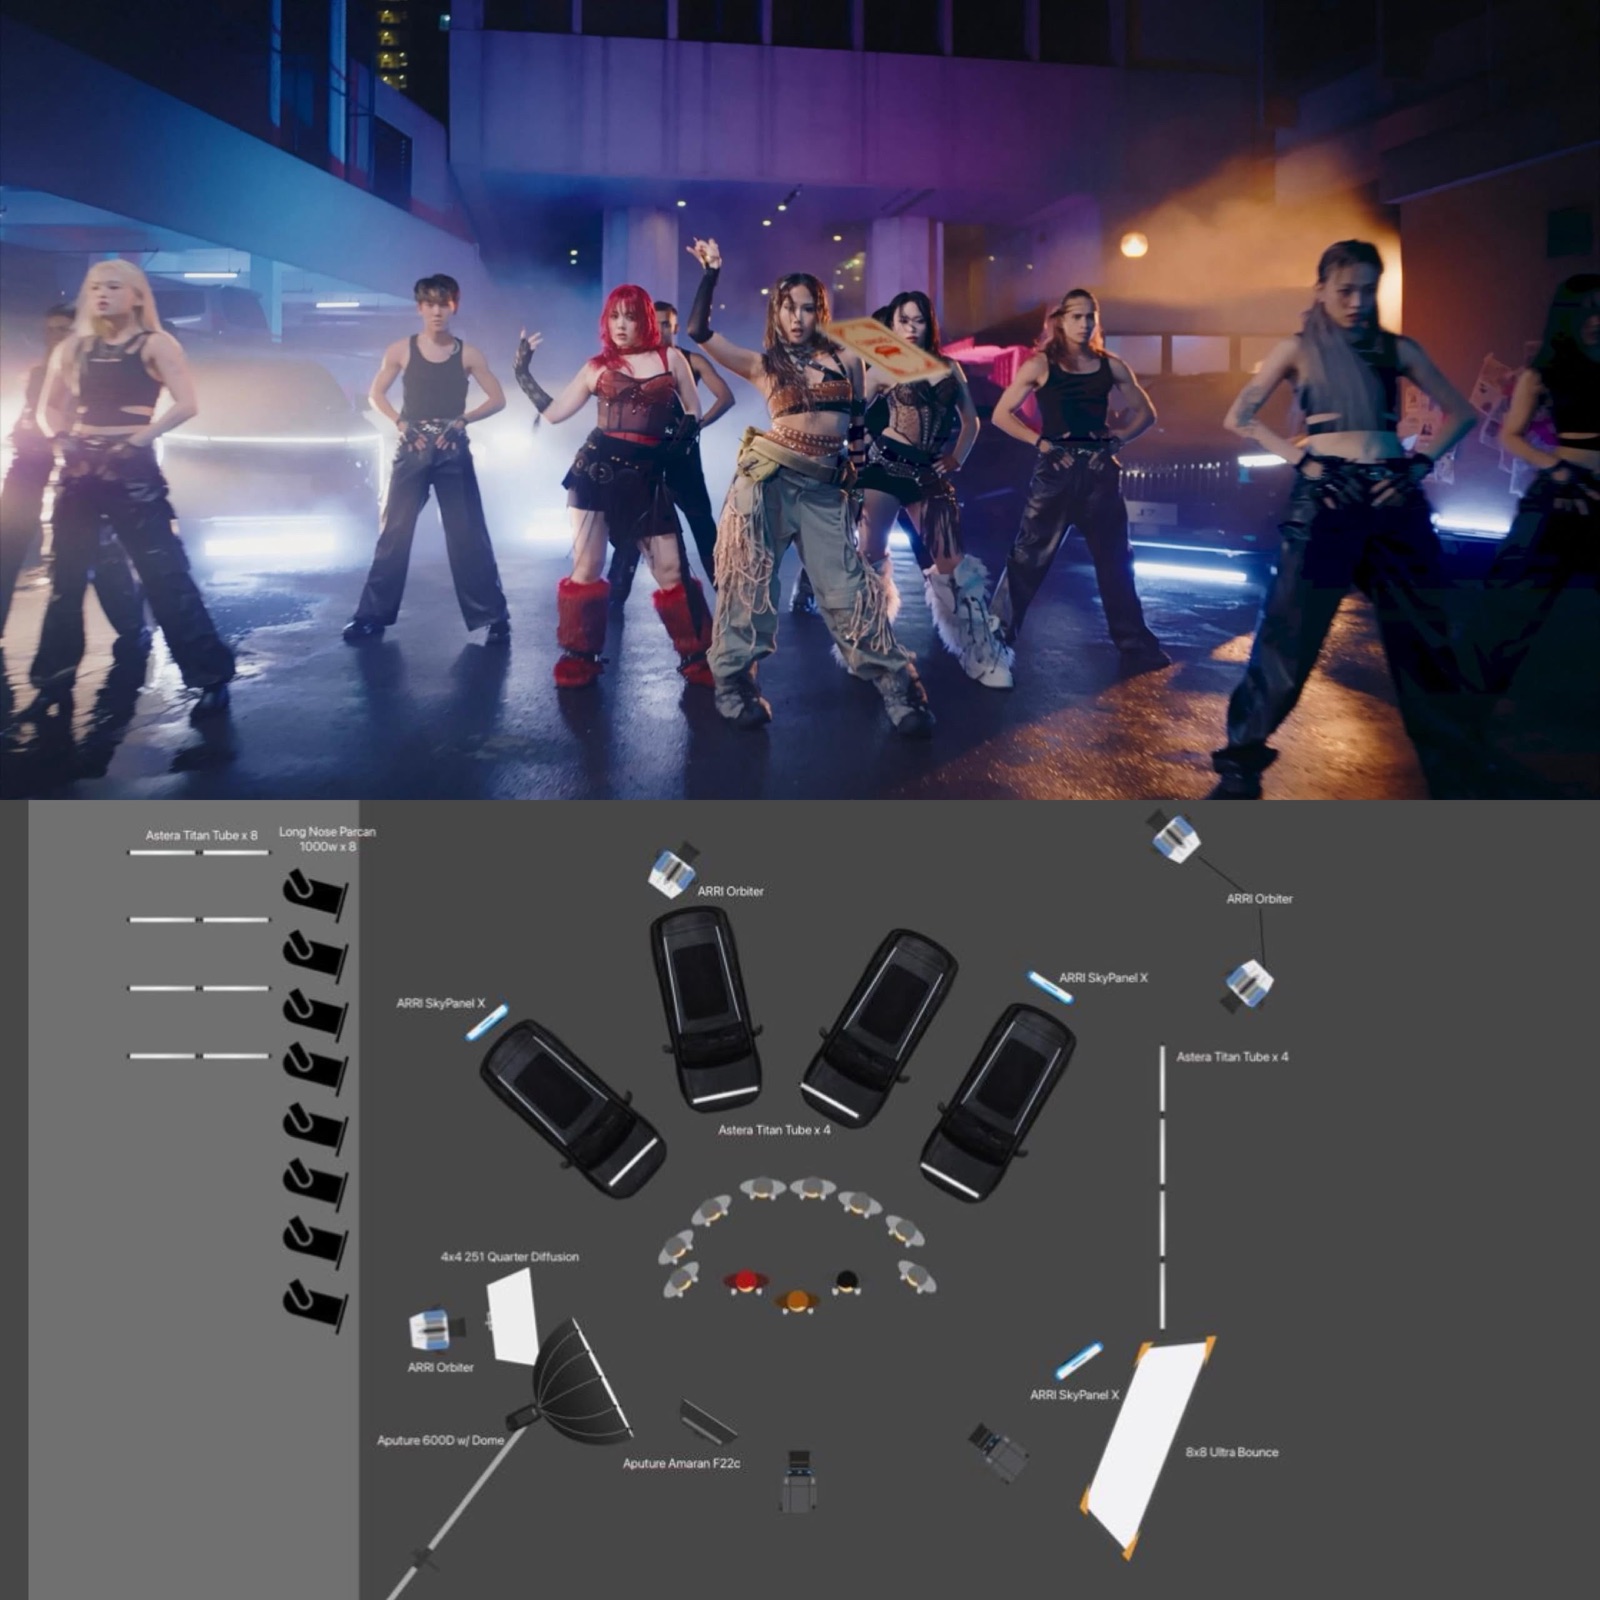 Astera Titan Tube x 8
Long Nose Parcan
1000w x 8
ARRI Orbiter
ARRI Orbiter
ARRI SkyPanel X
ARRI SkyPanel X
Astera Titan Tube x 4
Astera Titan Tube x 4
4x4 251 Quarter Diffusion
ARRI Orbiter
ARRI SkyPanel X
Aputure 600D w/ Dome
Aputure Amaran F22c
8x8 Ultra Bounce